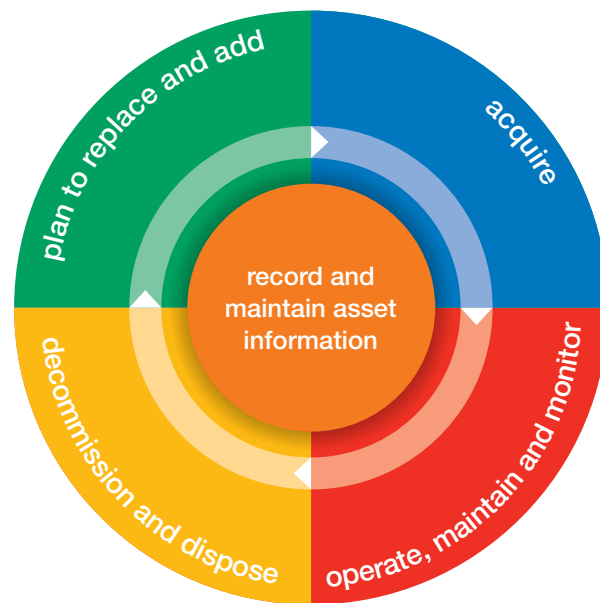 plan to replace and add
acquire
record and
maintain asset
information
decommission and dispose
operate, maintain and monitor